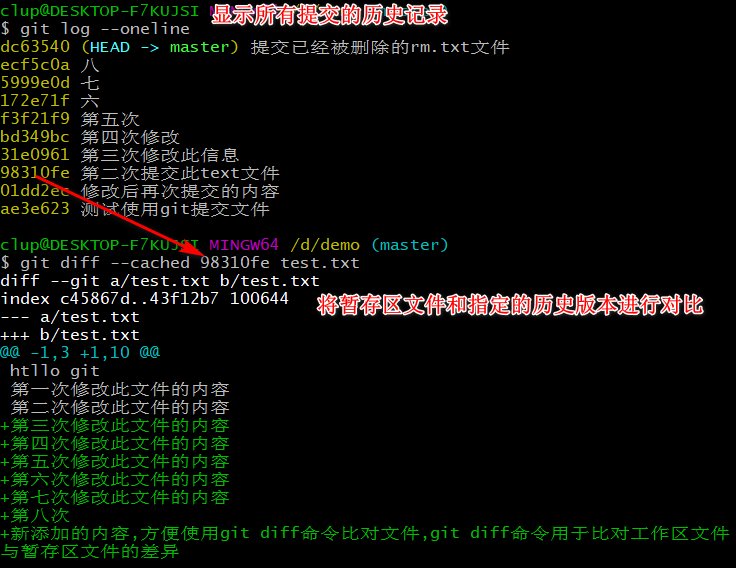 clup@DESKTOP-F7KUJSI M
显示所有提交的历史记录
$ git log --oneline
dc63540 (HEAD -> master) 提交已经被删除的rm.txt文件
ecf5c0a 八
5999e0d 七
172e71f 六
f3f21f9 第五次
bd349bc 第四次修改
31e0961 第三次修改此信息
98310fe 第二次提交此text文件
01dd2ec 修改后再次提交的内容
ae3e623 测试使用git提交文件
clup@DESKTOP-F7KUJSI MINGW64 /d/demo (master)
$ git diff --cached 98310fe test.txt
diff --git a/test.txt b/test.txt
index c45867d..43f12b7 100644
将暂存区文件和指定的历史版本进行对比
--- a/test.txt
+++ b/test.txt
@@ -1,3 +1,10 @@
htllo git
第一次修改此文件的内容
第二次修改此文件的内容
+第三次修改此文件的内容
+第四次修改此文件的内容
+第五次修改此文件的内容
+第六次修改此文件的内容
+第七次修改此文件的内容
+第八次
+新添加的内容,方便使用git diff命令比对文件,git diff命令用于比对工作区文件
与暂存区文件的差异